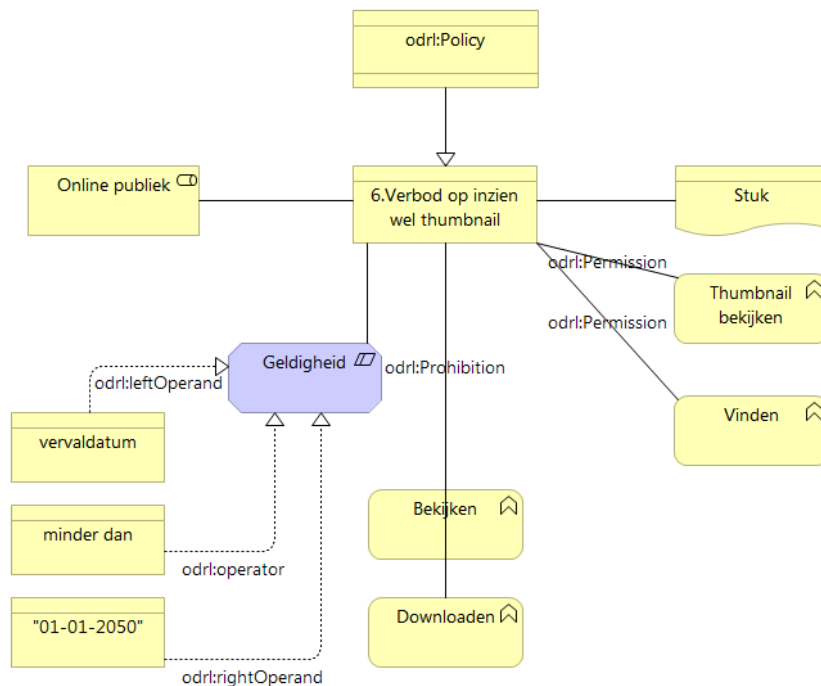 odrl:Policy
Online publiek
6.Verbod op inzien
wel thumbnail
Stuk
odrl:Permission
Thumbnail
bekijken
odrl:Permission
Geldigheid
odrl:Prohibition
odrl:leftOperand
Vinden
vervaldatum
Bekijken
minder dan
odrl:operator
Downloaden
"01-01-2050"
odrl:rightOperand